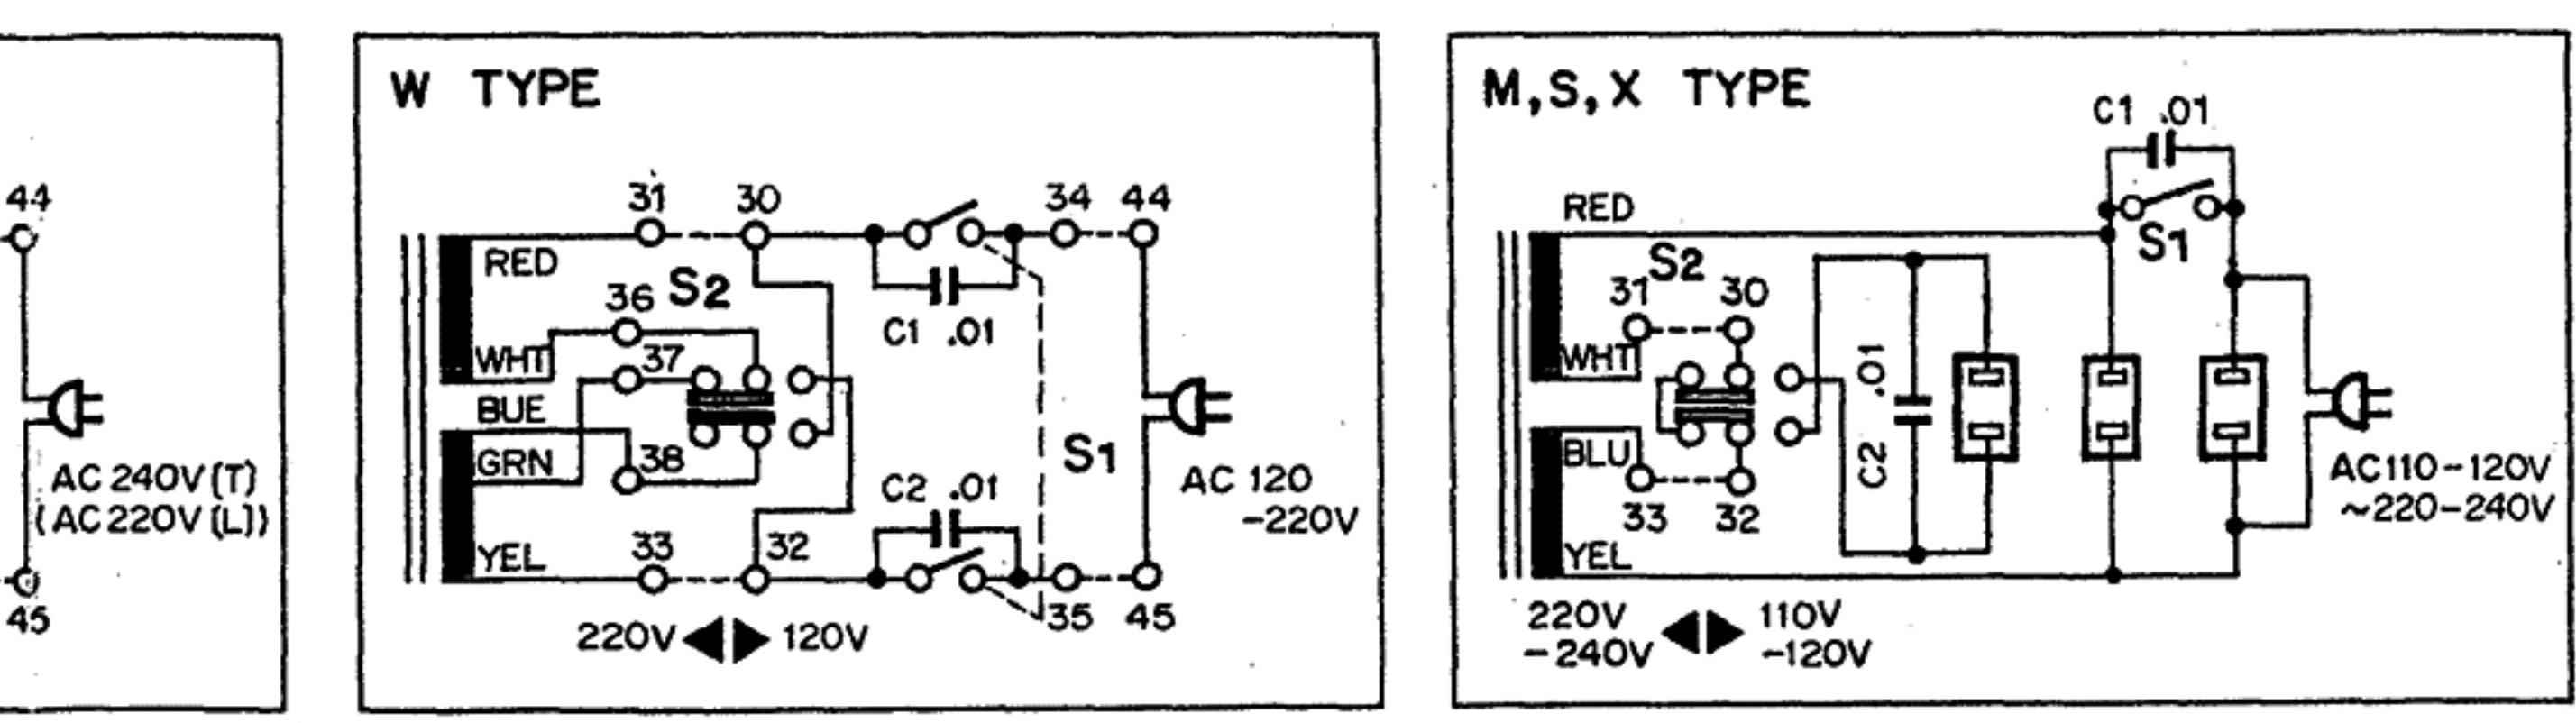 44
AC 240V (T)
(AC 220V (L))
45
W TYPE
31 30 34 44
RED
36 S2
C1 .01
WHT 37
BUE
GRN 38
S1
C2 .01
AC 120
-220V
YEL 33 32
35 45
220V 120V
M,S,X TYPE
C1 .01
RED
S1
S2
31 30
WHT
C2 .01
BLU
33 32
AC110-120V
~220-240V
YEL
220V 110V
-240V -120V